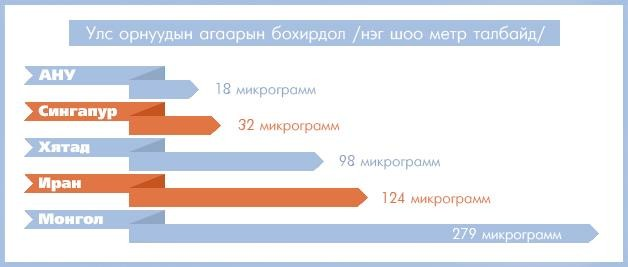 Улс орнуудын агаарын бохирдол /нэг шоо метр талбайд/
АНУ
18 микрограмм
Сингапур
32 микрограмм
Хятад
98 микрограмм
Иран
124 микрограмм
Монгол
279 микрограмм